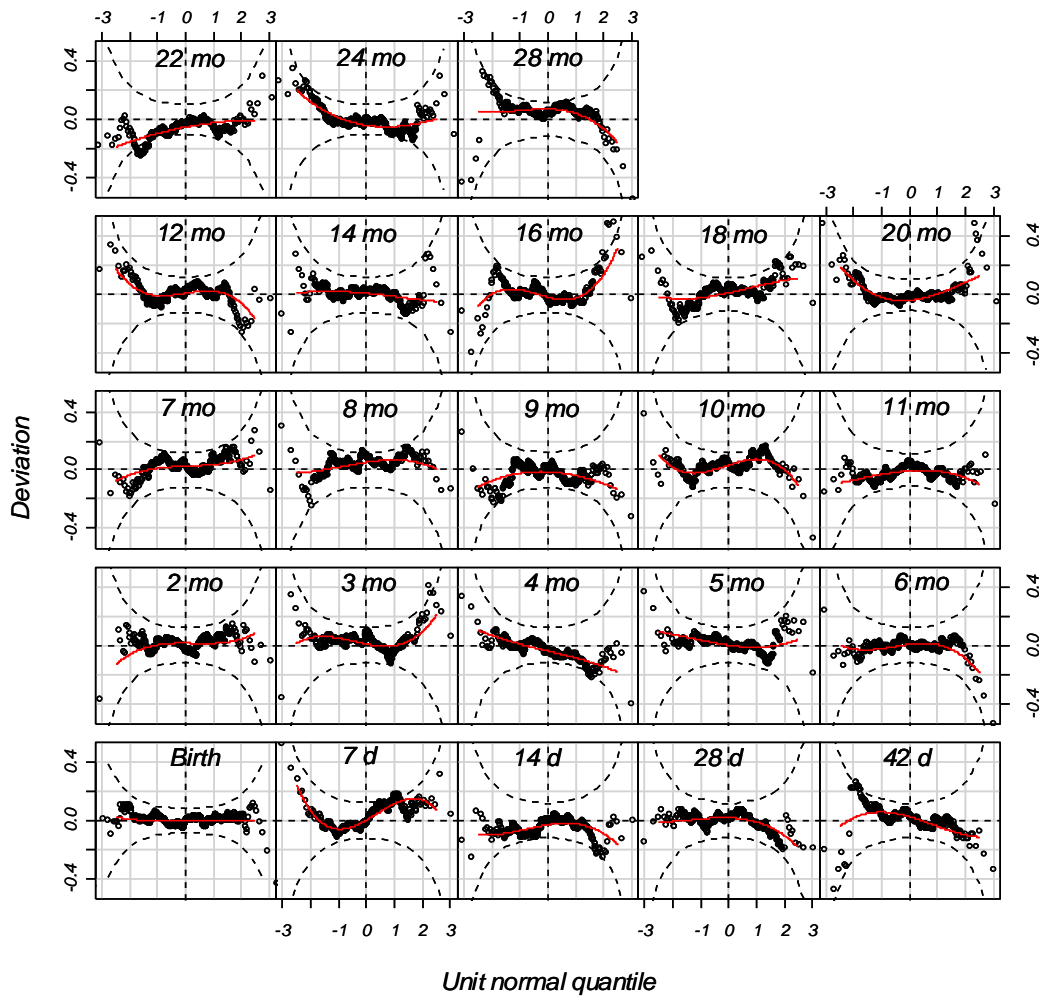 -3 -1 0 1 2 3 -3 -1 0 1 2 3
22 mo 24 mo 28 mo
0.4
0.0
-0.4
-3 -1 0 1 2 3
12 mo 14 mo 16 mo 18 mo 20 mo
0.4
0.0
-0.4
7 mo 8 mo 9 mo 10 mo 11 mo
0.4
0.0
-0.4
Deviation
2 mo 3 mo 4 mo 5 mo 6 mo
0.4
0.0
-0.4
Birth 7 d 14 d 28 d 42 d
0.4
0.0
-0.4
-3 -1 0 1 2 3 -3 -1 0 1 2 3
Unit normal quantile